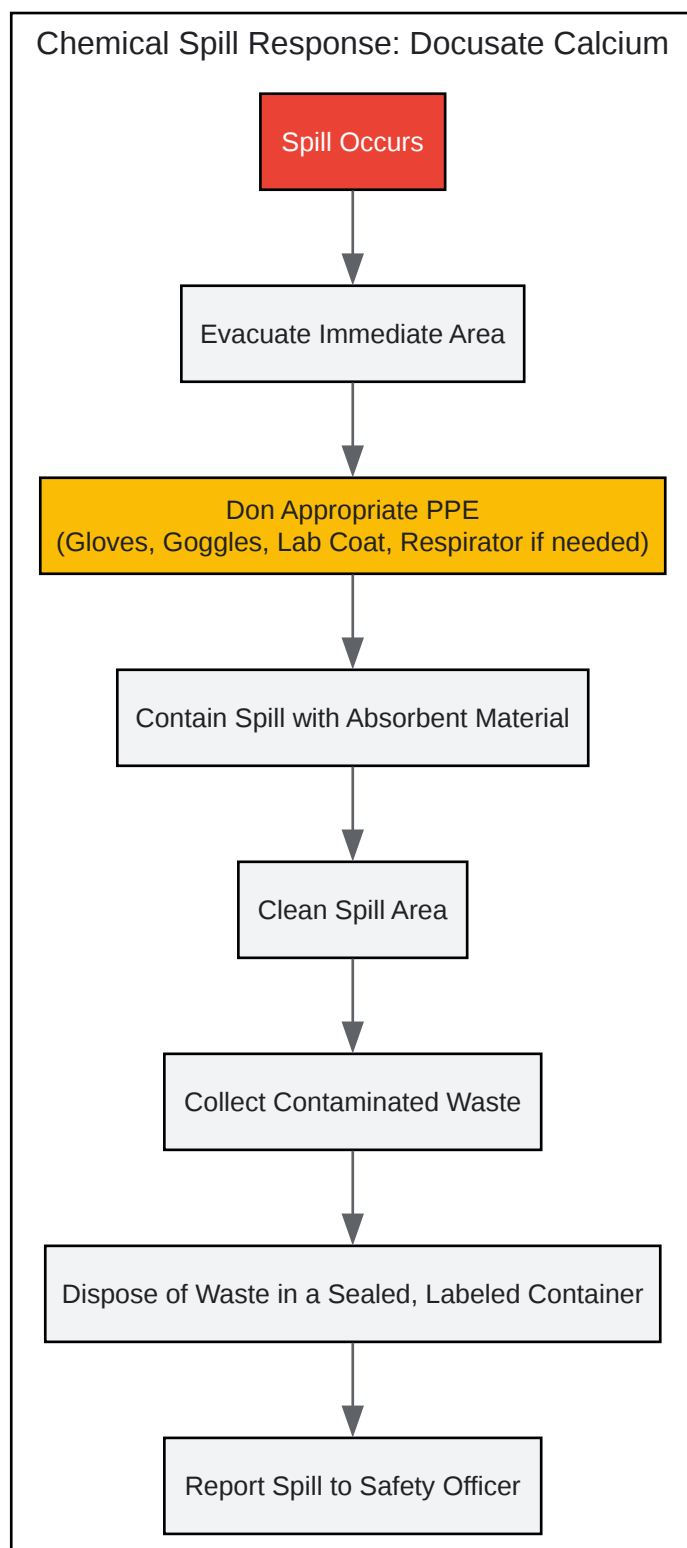 Chemical Spill Response: Docusate Calcium
Spill Occurs
Evacuate Immediate Area
Don Appropriate PPE
(Gloves, Goggles, Lab Coat, Respirator if needed)
Contain Spill with Absorbent Material
Clean Spill Area
Collect Contaminated Waste
Dispose of Waste in a Sealed, Labeled Container
Report Spill to Safety Officer